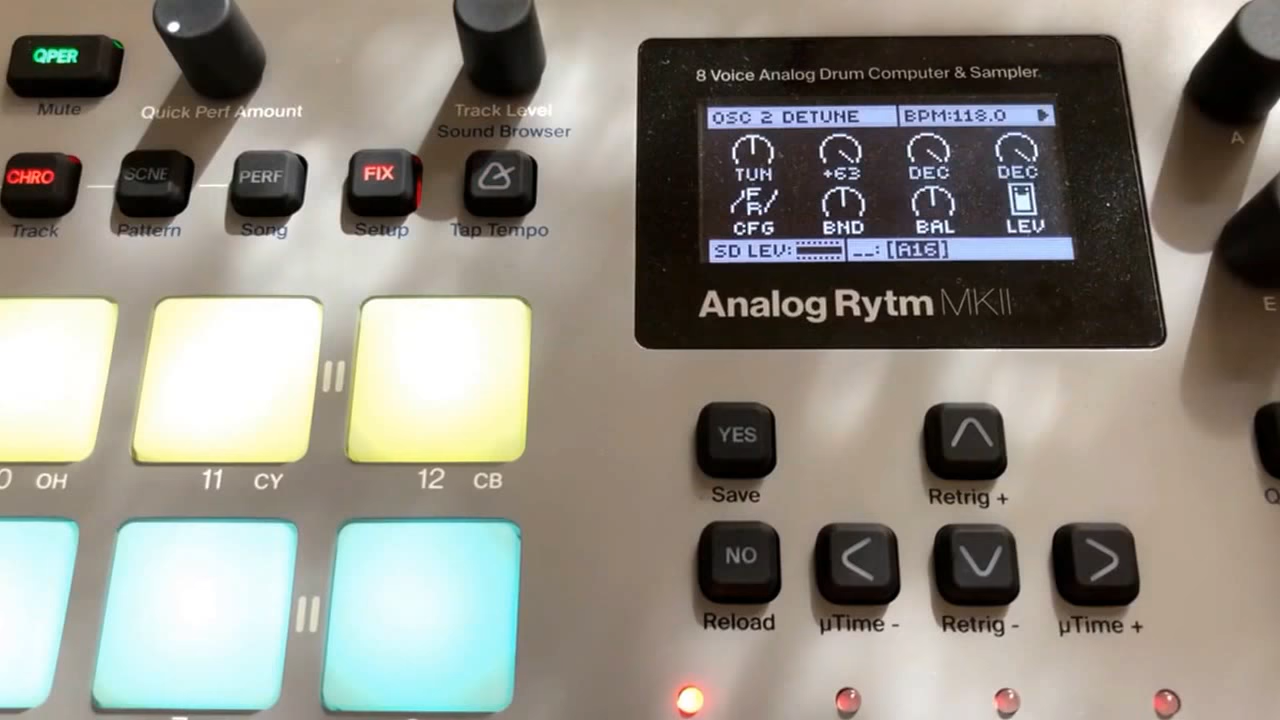 QPER
Mute
Quick Perf Amount
Track Level
Sound Browser
CHRO
SCNE
PERF
FIX
Track
Pattern
Song
Setup
Tap Tempo
8 Voice Analog Drum Computer & Sampler.
OSC 2 DETUNE BPM:118.0
TUN +63 DEC DEC
F
R
CFG BND BAL LEV
SD LEV: --: [A16]
Analog Rytm MKII
A
E
OH
11 CY
12 CB
YES
Save
Retrig +
NO
Reload
µTime -
Retrig -
µTime +
Q